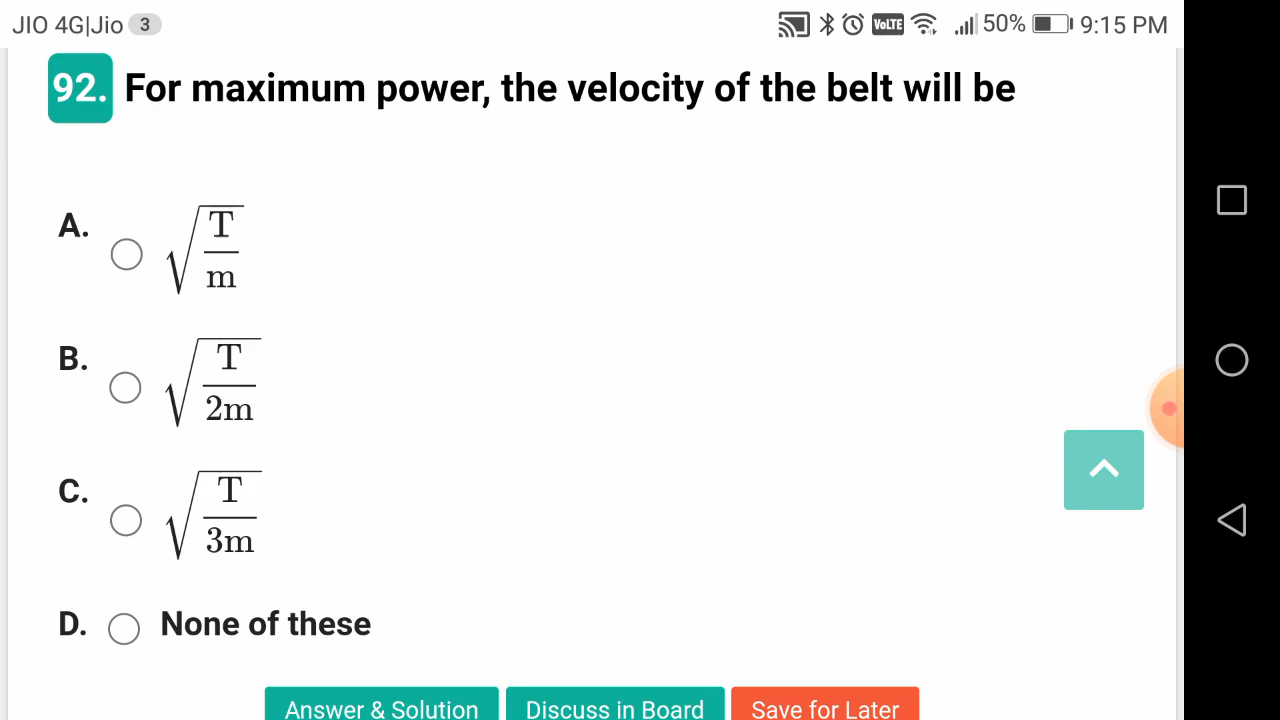 JIO 4G|Jio 3 VoLTE 50% 9:15 PM
92. For maximum power, the velocity of the belt will be
A. √(T/m)
B. √(T/2m)
C. √(T/3m)
D. None of these
Answer & Solution Discuss in Board Save for Later